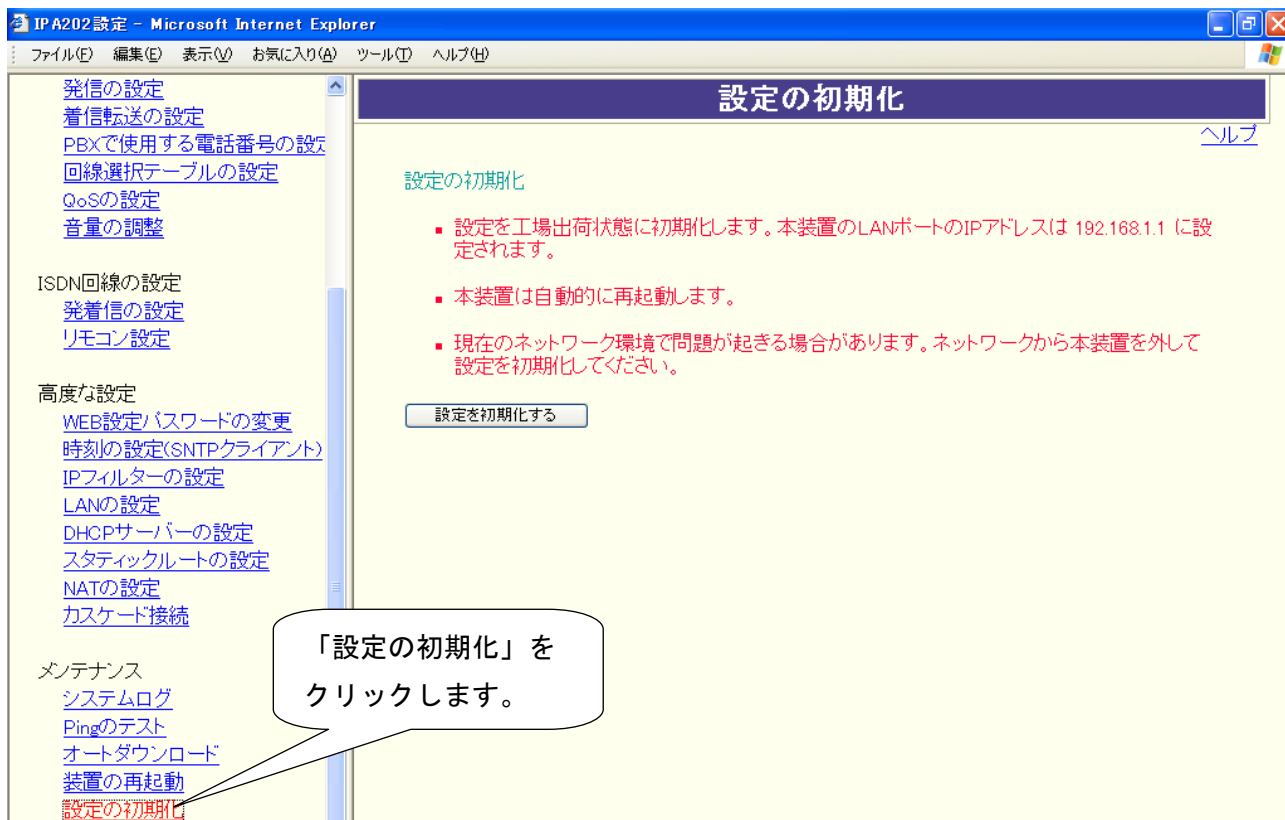 IPA202設定 - Microsoft Internet Explorer
ファイル(F) 編集(E) 表示(V) お気に入り(A) ツール(T) ヘルプ(H)
発信の設定
着信転送の設定
PBXで使用する電話番号の設定
回線選択テーブルの設定
QoSの設定
音量の調整
ISDN回線の設定
発着信の設定
リモコン設定
高度な設定
WEB設定パスワードの変更
時刻の設定(SNTPクライアント)
IPフィルターの設定
LANの設定
DHCPサーバーの設定
スタティックルートの設定
NATの設定
カスケード接続
メンテナンス
システムログ
Pingのテスト
オートダウンロード
装置の再起動
設定の初期化
設定の初期化
ヘルプ
設定の初期化
設定を工場出荷状態に初期化します。本装置のLANポートのIPアドレスは 192.168.1.1 に設
定されます。
本装置は自動的に再起動します。
現在のネットワーク環境で問題が起きる場合があります。ネットワークから本装置を外して
設定を初期化してください。
設定を初期化する
「設定の初期化」を
クリックします。